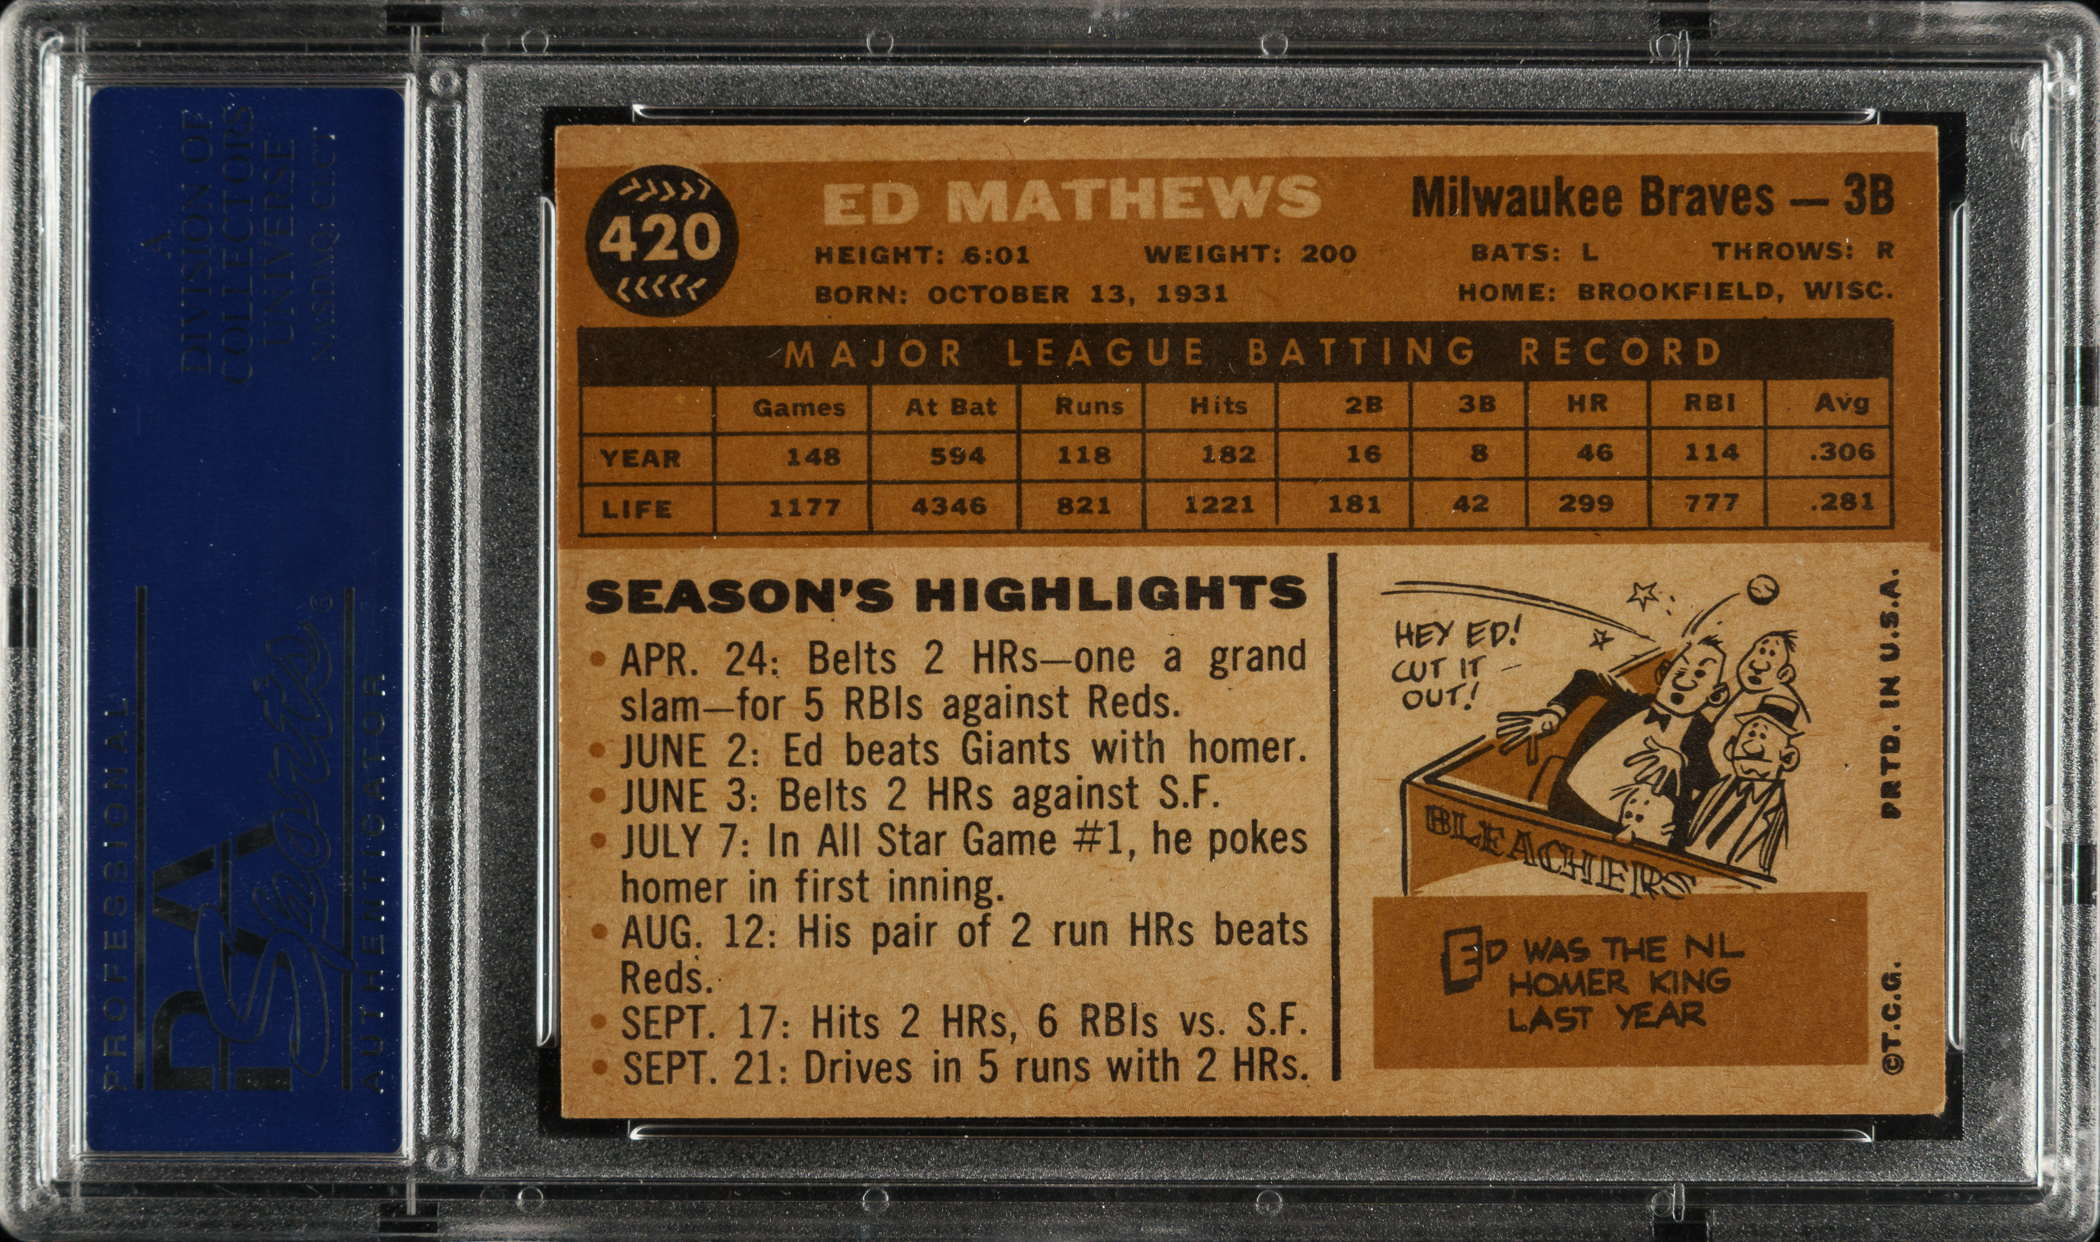 A
DIVISION OF
COLLECTORS
UNIVERSE
NASDAQ: CLCT
PROFESSIONAL
PSA
Sports®
AUTHENTICATOR
420
ED MATHEWS
Milwaukee Braves — 3B
HEIGHT: 6:01 WEIGHT: 200 BATS: L THROWS: R
BORN: OCTOBER 13, 1931 HOME: BROOKFIELD, WISC.
MAJOR LEAGUE BATTING RECORD
Games At Bat Runs Hits 2B 3B HR RBI Avg
YEAR 148 594 118 182 16 8 46 114 .306
LIFE 1177 4346 821 1221 181 42 299 777 .281
SEASON'S HIGHLIGHTS
• APR. 24: Belts 2 HRs—one a grand
slam—for 5 RBIs against Reds.
• JUNE 2: Ed beats Giants with homer.
• JUNE 3: Belts 2 HRs against S.F.
• JULY 7: In All Star Game #1, he pokes
homer in first inning.
• AUG. 12: His pair of 2 run HRs beats
Reds.
• SEPT. 17: Hits 2 HRs, 6 RBIs vs. S.F.
• SEPT. 21: Drives in 5 runs with 2 HRs.
HEY ED!
CUT IT
OUT!
BLEACHERS
ED WAS THE NL
HOMER KING
LAST YEAR
©T.C.G. PRTD. IN U.S.A.